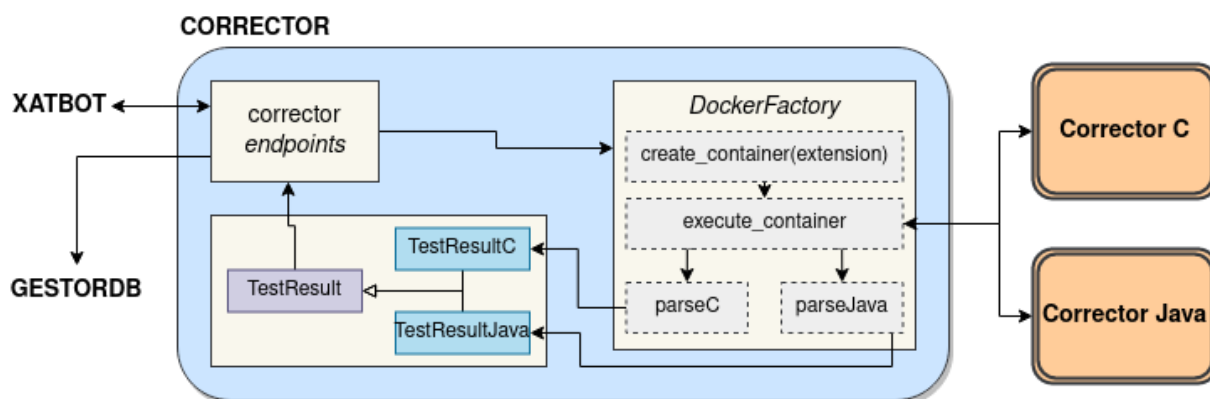 CORRECTOR
XATBOT
corrector
endpoints
GESTORDB
DockerFactory
create_container(extension)
execute_container
parseC
parseJava
TestResultC
TestResult
TestResultJava
Corrector C
Corrector Java